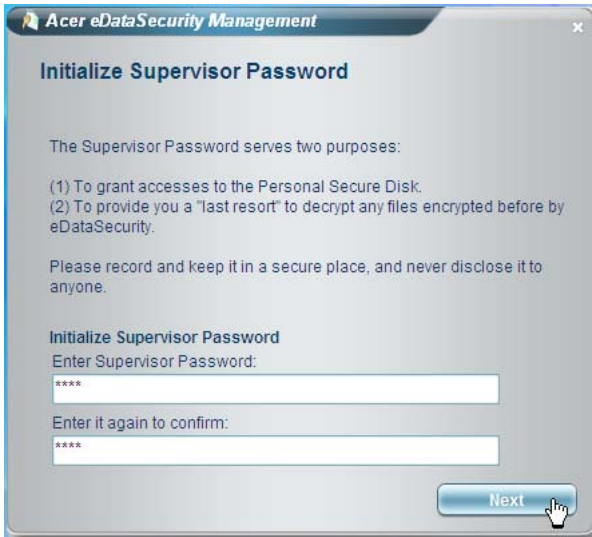 Acer eDataSecurity Management
x
Initialize Supervisor Password
The Supervisor Password serves two purposes:
(1) To grant accesses to the Personal Secure Disk.
(2) To provide you a "last resort" to decrypt any files encrypted before by
eDataSecurity.
Please record and keep it in a secure place, and never disclose it to
anyone.
Initialize Supervisor Password
Enter Supervisor Password:
****
Enter it again to confirm:
****
Next